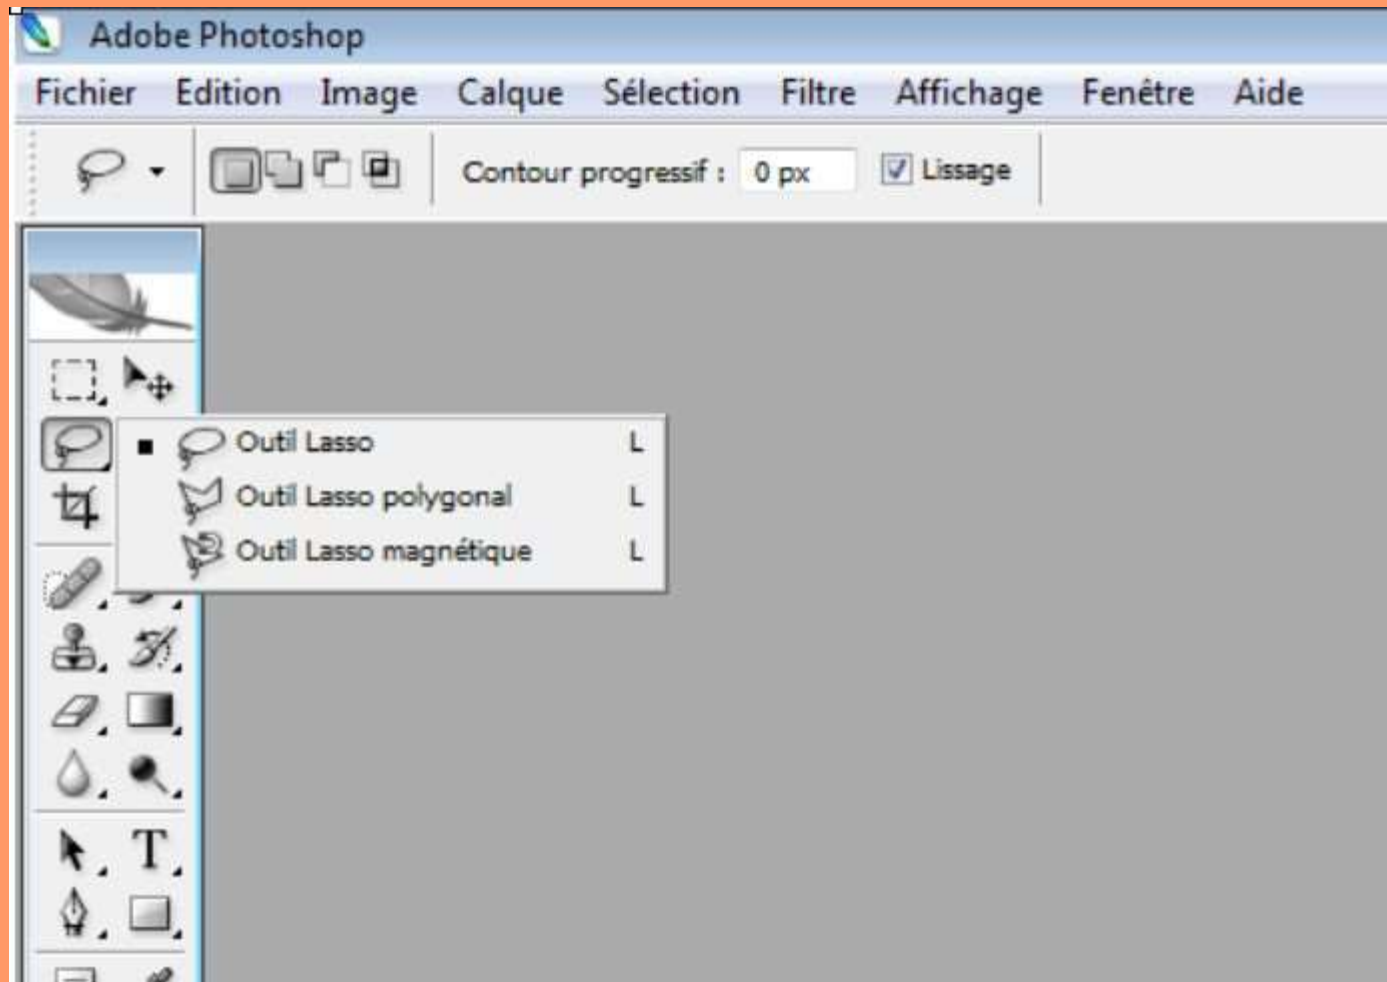 Adobe Photoshop
Fichier Edition Image Calque Sélection Filtre Affichage Fenêtre Aide
Contour progressif : 0 px Lissage
Outil Lasso L
Outil Lasso polygonal L
Outil Lasso magnétique L
T